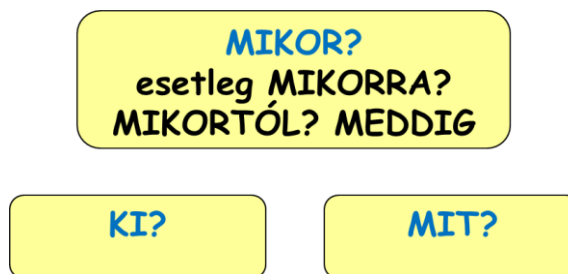 MIKOR?
esetleg MIKORRA?
MIKORTÓL? MEDDIG
KI?
MIT?